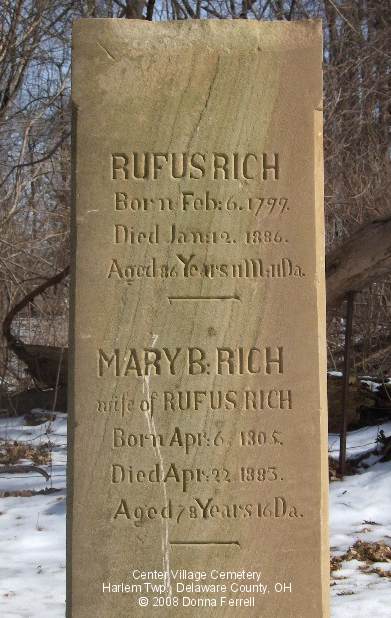 RUFUS RICH
Born Feb: 6. 1799.
Died Jan: 12. 1886.
Aged 86 Years 11 M. 11 Da.
MARY B: RICH
wife of RUFUS RICH
Born Apr: 6. 1805.
Died Apr: 22. 1883.
Aged 78 Years 16 Da.
Center Village Cemetery
Harlem Twp., Delaware County, OH
© 2008 Donna Ferrell